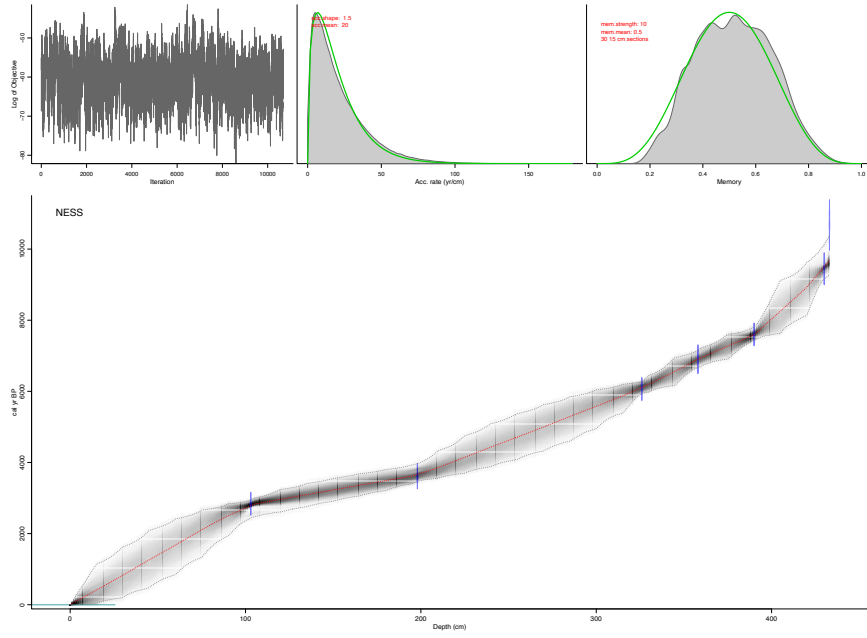 Log of Objective
-60
-60
-70
-80
0 2000 4000 6000 8000 10000
Iteration
acc.shape: 1.5
acc.mean: 20
0 50 100 150
Acc. rate (yr/cm)
mem.strength: 10
mem.mean: 0.5
30 15 cm sections
0.0 0.2 0.4 0.6 0.8 1.0
Memory
NESS
cal yr BP
10000
8000
6000
4000
2000
0
0 100 200 300 400
Depth (cm)